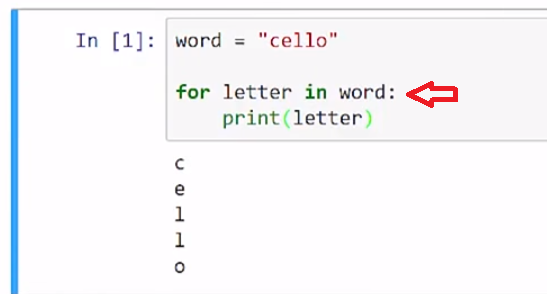 In [1]: word = "cello"
for letter in word:
    print(letter)
c
e
l
l
o